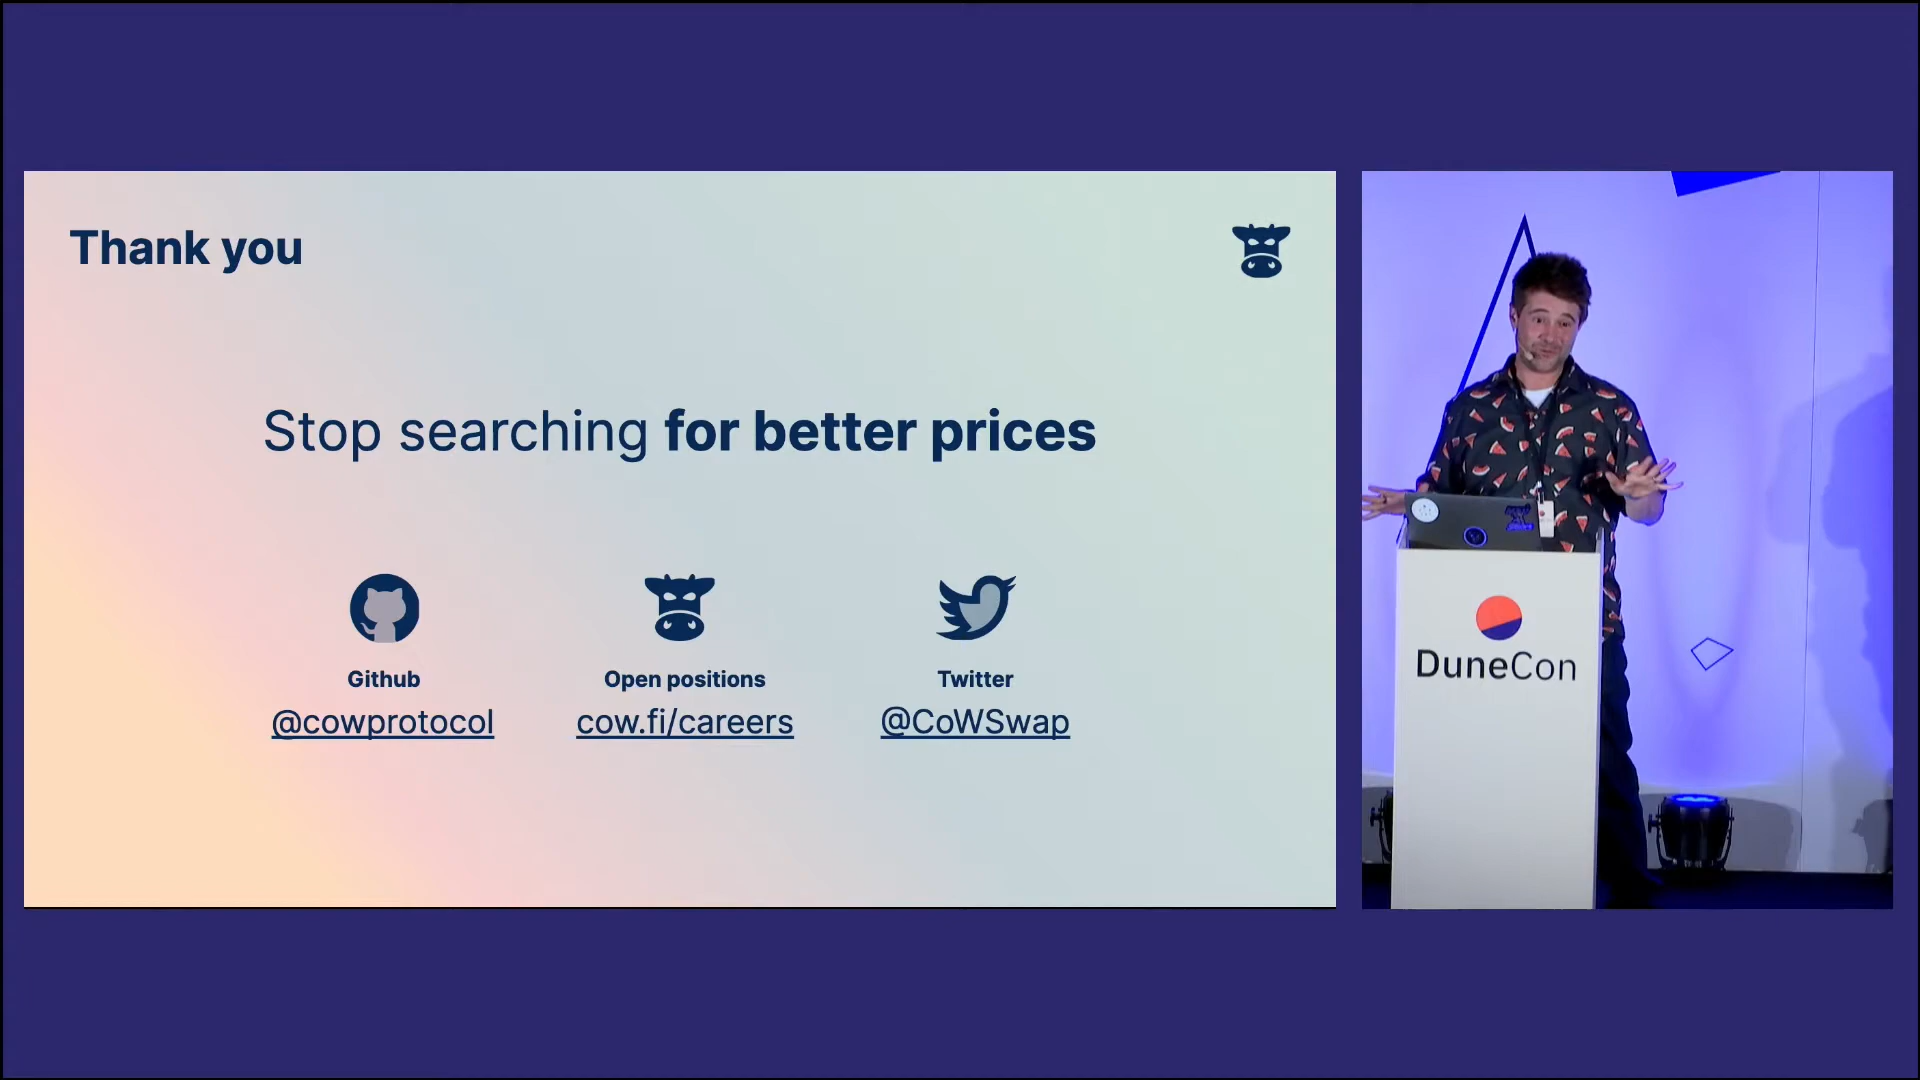 Thank you
Stop searching for better prices
Github
@cowprotocol
Open positions
cow.fi/careers
Twitter
@CoWSwap
DuneCon